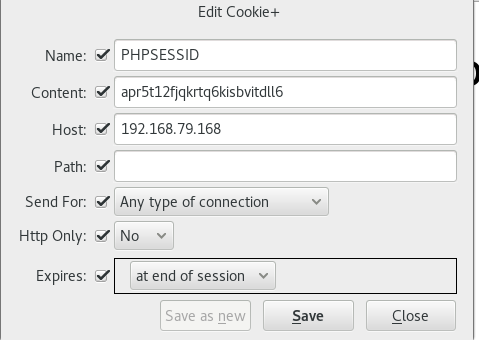 Edit Cookie+
Name: PHPSESSID
Content: apr5t12fjqkrtq6kisbvitdll6
Host: 192.168.79.168
Path:
Send For: Any type of connection
Http Only: No
Expires: at end of session
Save as new Save Close